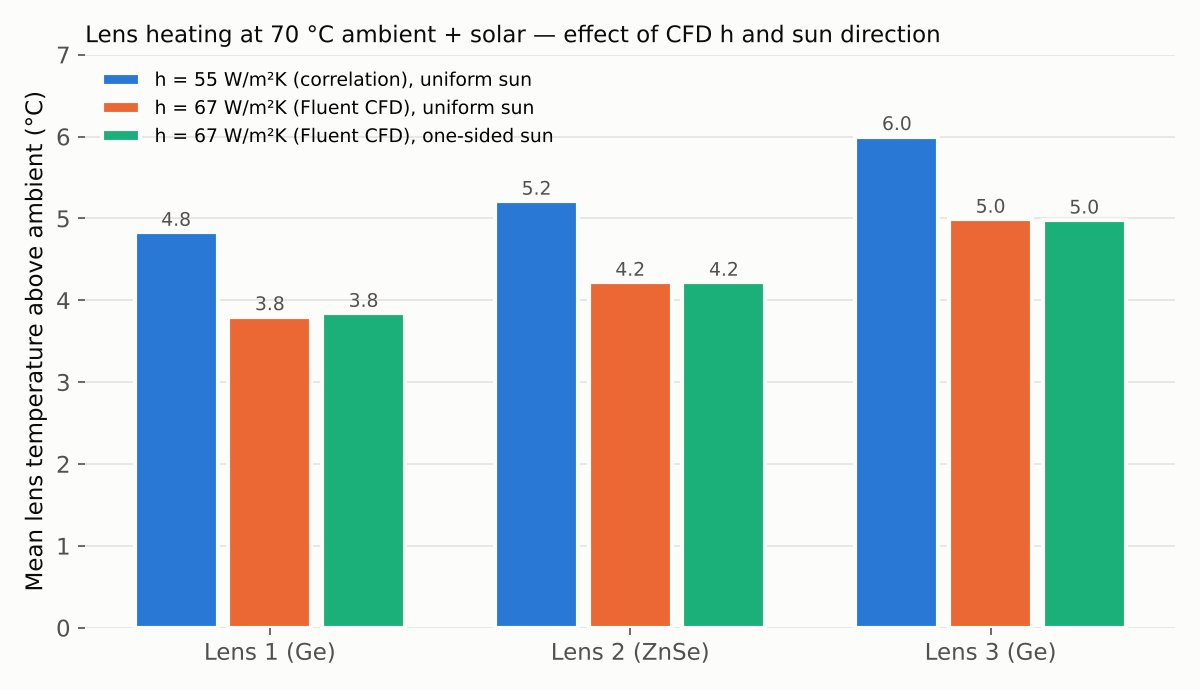 Lens heating at 70 °C ambient + solar — effect of CFD h and sun direction
Mean lens temperature above ambient (°C)
7
6
5
4
3
2
1
0
h = 55 W/m²K (correlation), uniform sun
h = 67 W/m²K (Fluent CFD), uniform sun
h = 67 W/m²K (Fluent CFD), one-sided sun
4.8
3.8
3.8
5.2
4.2
4.2
6.0
5.0
5.0
Lens 1 (Ge)
Lens 2 (ZnSe)
Lens 3 (Ge)